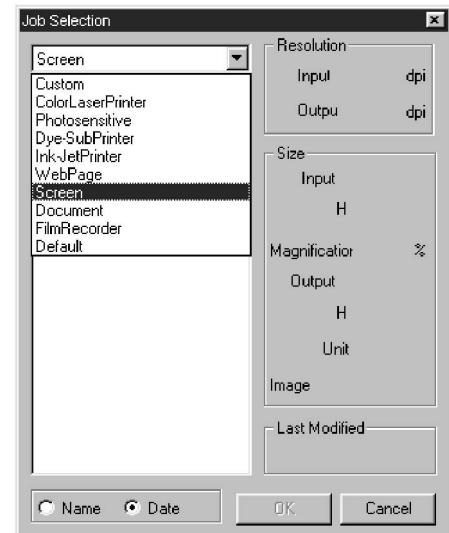 Job Selection
Screen
Custom
ColorLaserPrinter
Photosensitive
Dye-SubPrinter
Ink-JetPrinter
WebPage
Screen
Document
FilmRecorder
Default
Name
Date
Resolution
Input dpi
Outpu dpi
Size
Input
H
Magnification %
Output
H
Unit
Image
Last Modified
OK
Cancel